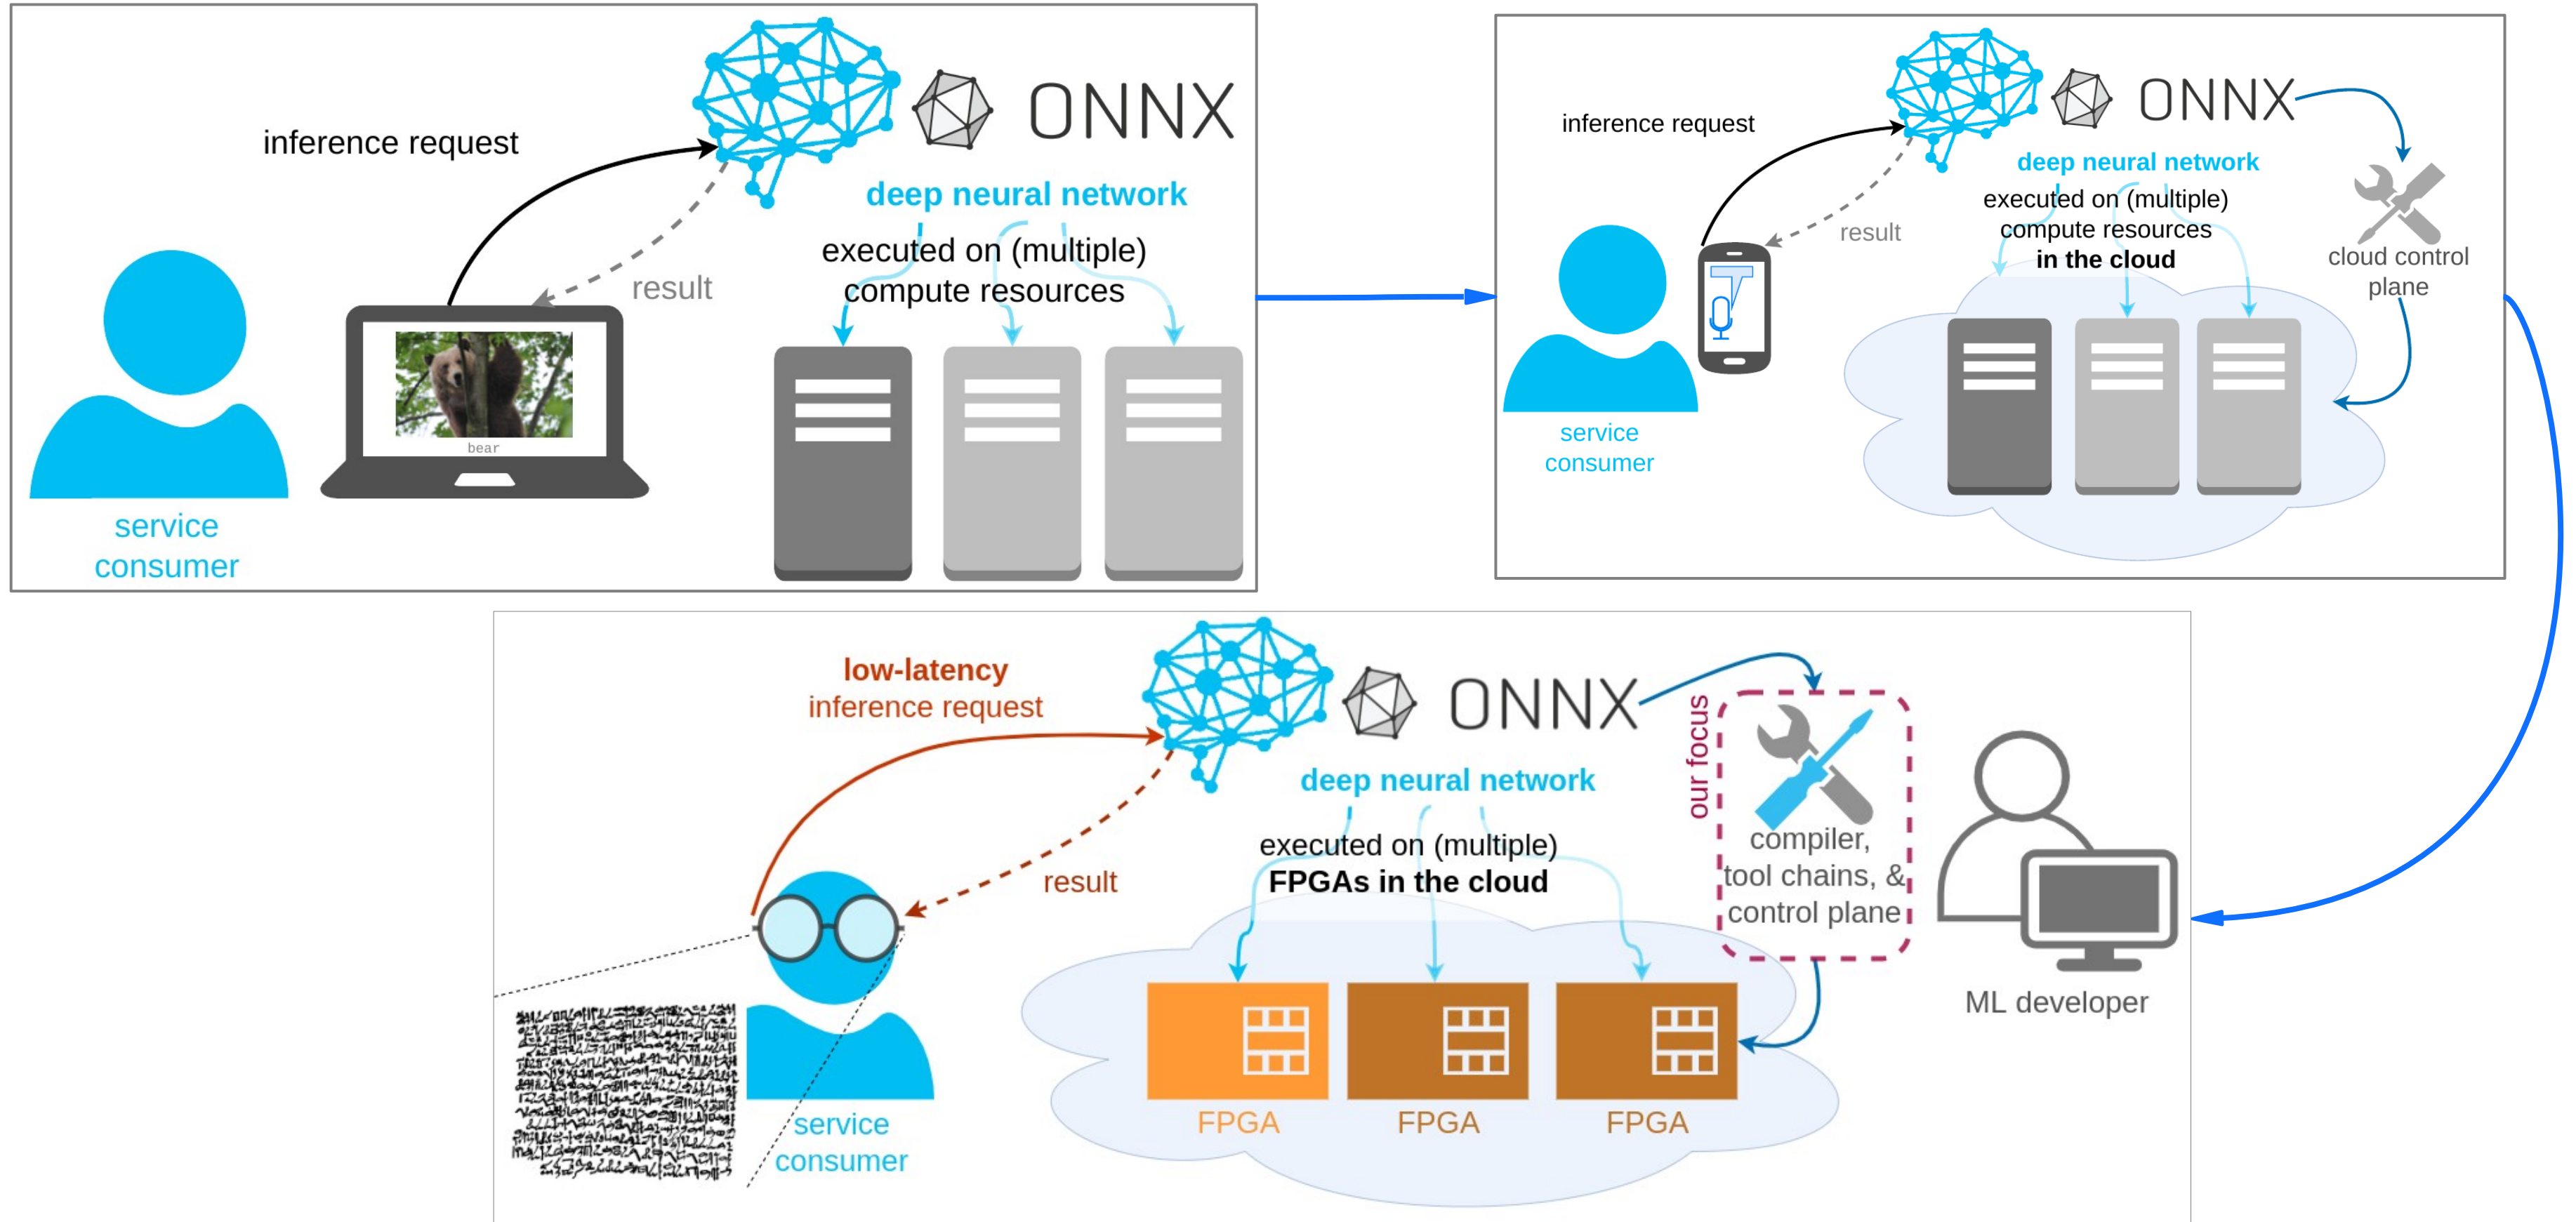 inference request
ONNX
deep neural network
executed on (multiple)
compute resources
result
bear
service
consumer
inference request
ONNX
deep neural network
executed on (multiple)
compute resources
in the cloud
result
cloud control
plane
service
consumer
low-latency
inference request
ONNX
our focus
deep neural network
executed on (multiple)
FPGAs in the cloud
compiler,
tool chains, &
control plane
result
ML developer
FPGA
FPGA
FPGA
service
consumer